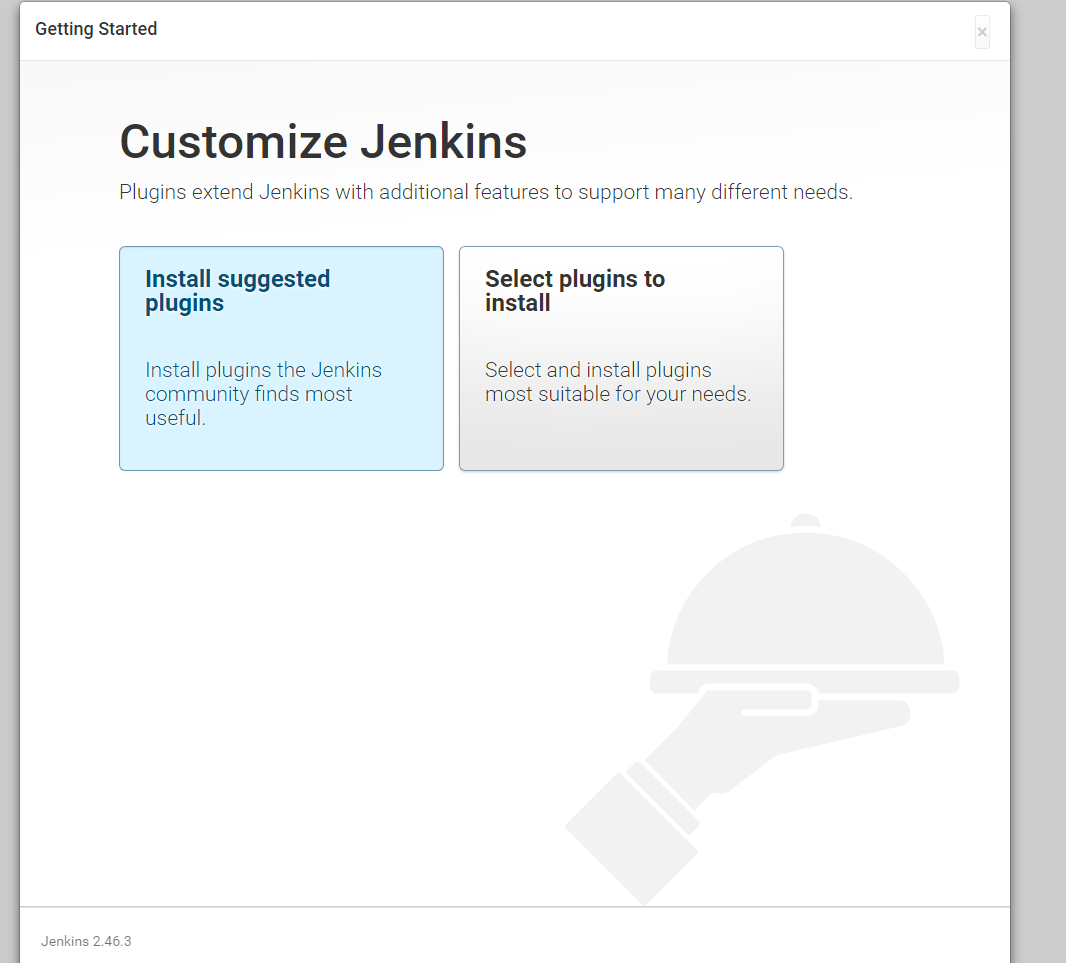 Getting Started
×
Customize Jenkins
Plugins extend Jenkins with additional features to support many different needs.
Install suggested
plugins
Install plugins the Jenkins
community finds most
useful.
Select plugins to
install
Select and install plugins
most suitable for your needs.
Jenkins 2.46.3